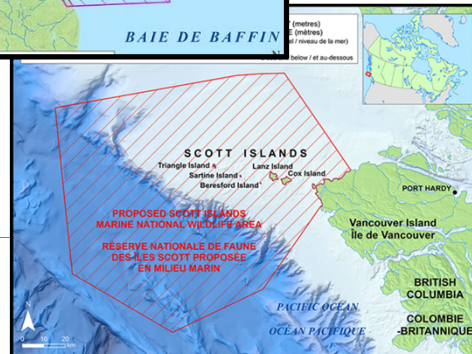 BAIE DE BAFFIN
(metres)
(mètres)
el / niveau de la mer)
below / et au-dessous
SCOTT ISLANDS
Triangle Island
Lanz Island
Sartine Island
Cox Island
Beresford Island
PORT HARDY
PROPOSED SCOTT ISLANDS
MARINE NATIONAL WILDLIFE AREA
RÉSERVE NATIONALE DE FAUNE
DES ÎLES SCOTT PROPOSÉE
EN MILIEU MARIN
Vancouver Island
Île de Vancouver
BRITISH
COLUMBIA
COLOMBIE
-BRITANNIQUE
PACIFIC OCEAN
OCÉAN PACIFIQUE
N
0 10 20
km